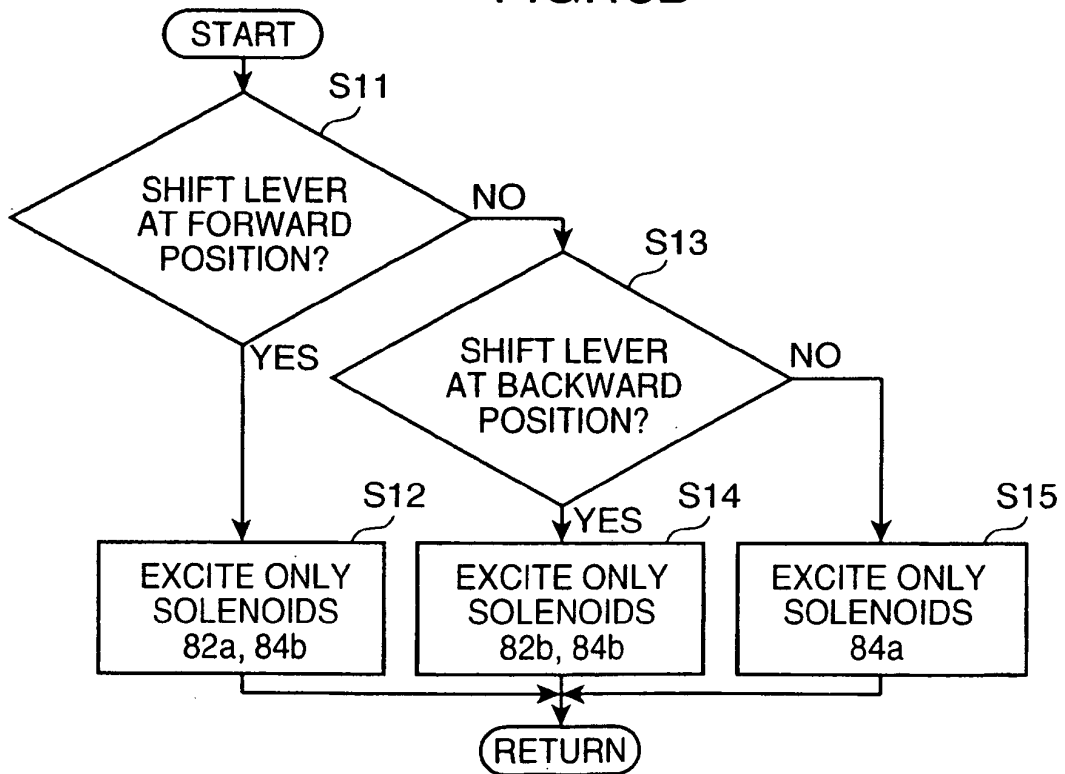 START
S11
SHIFT LEVER
AT FORWARD
POSITION?
NO
YES
S13
SHIFT LEVER
AT BACKWARD
POSITION?
NO
YES
S12
EXCITE ONLY
SOLENOIDS
82a, 84b
S14
EXCITE ONLY
SOLENOIDS
82b, 84b
S15
EXCITE ONLY
SOLENOIDS
84a
RETURN